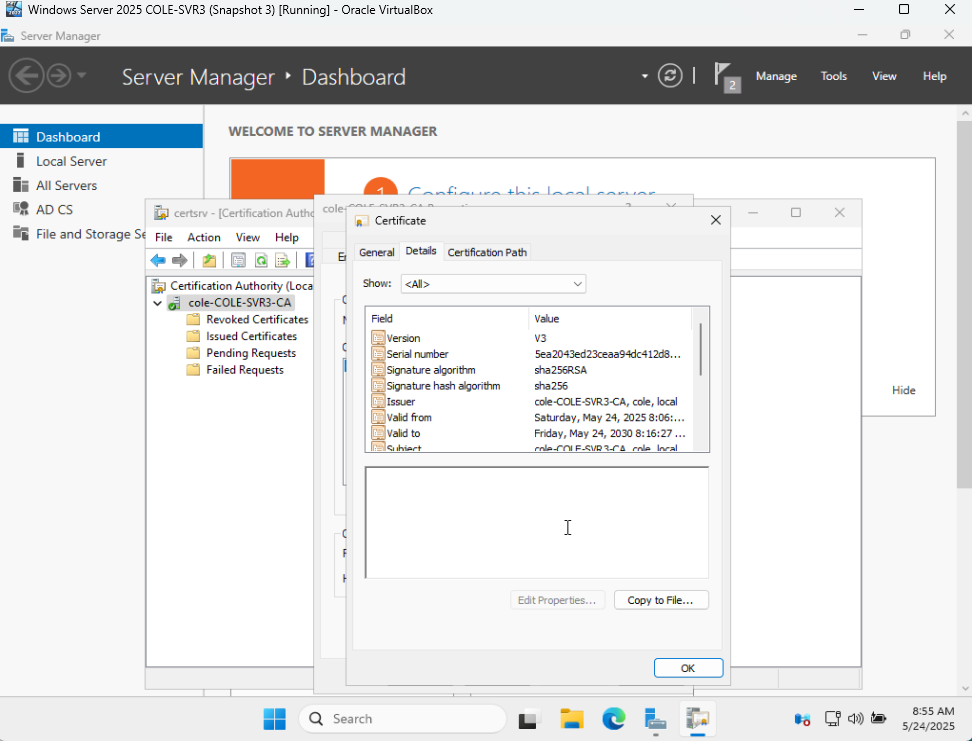 Windows Server 2025 COLE-SVR3 (Snapshot 3) [Running] - Oracle VirtualBox
Server Manager
Server Manager • Dashboard
2
Manage
Tools
View
Help
Dashboard
Local Server
All Servers
AD CS
File and Storage Se
WELCOME TO SERVER MANAGER
1
Configure this local server
Hide
certsrv - [Certification Autho
File
Action
View
Help
Certification Authority (Loca
cole-COLE-SVR3-CA
Revoked Certificates
Issued Certificates
Pending Requests
Failed Requests
Certificate
General
Details
Certification Path
Show:
<All>
Field Value
Version V3
Serial number 5ea2043ed23ceaa94dc412d8...
Signature algorithm sha256RSA
Signature hash algorithm sha256
Issuer cole-COLE-SVR3-CA, cole, local
Valid from Saturday, May 24, 2025 8:06:...
Valid to Friday, May 24, 2030 8:16:27 ...
Subject cole-COLE-SVR3-CA, cole, local
Edit Properties...
Copy to File...
OK
Search
8:55 AM
5/24/2025